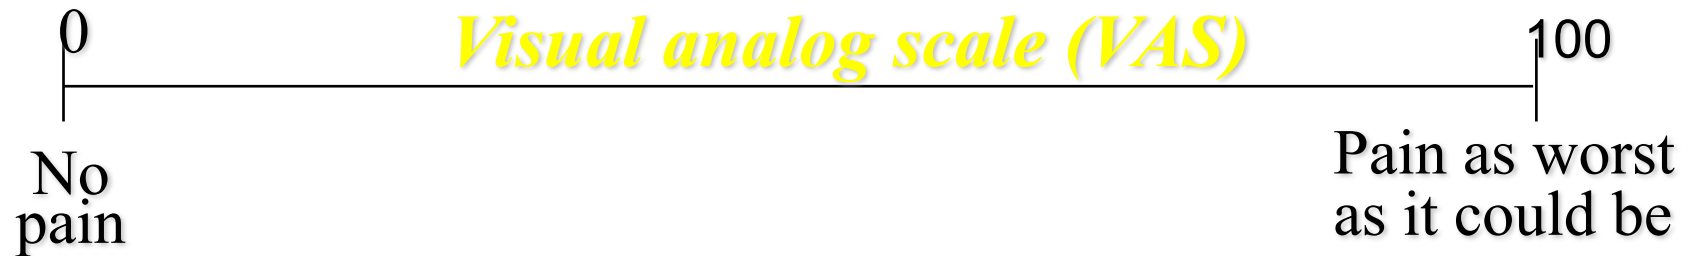 0
Visual analog scale (VAS)
100
No
pain
Pain as worst
as it could be